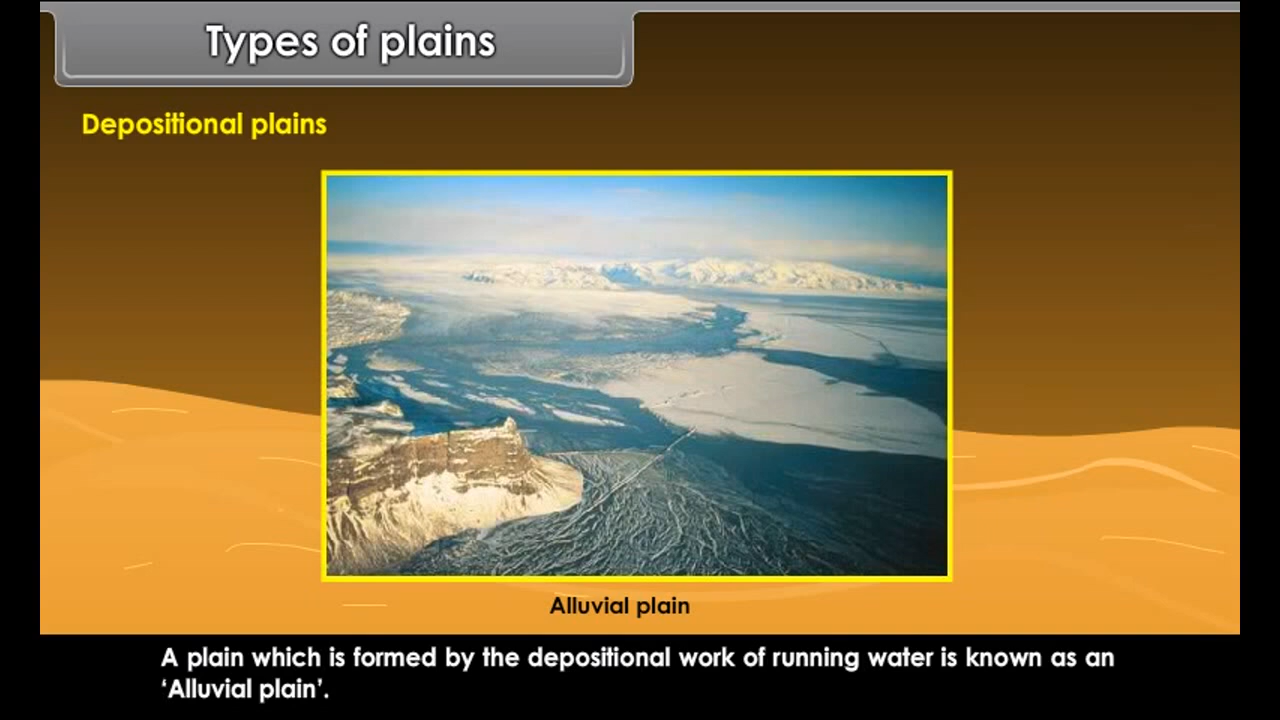 Types of plains
Depositional plains
Alluvial plain
A plain which is formed by the depositional work of running water is known as an
‘Alluvial plain’.